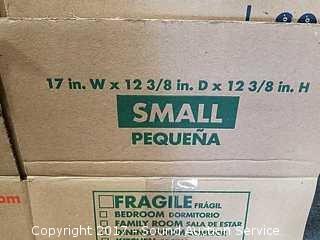 17 in. W x 12 3/8 in. D x 12 3/8 in. H
SMALL
PEQUEÑA
FRAGILE FRÁGIL
BEDROOM DORMITORIO
FAMILY ROOM SALA DE ESTAR
Copyright 2012 - Sound Auction Service